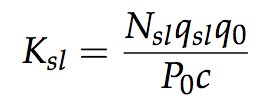 K_{sl} = \frac{N_{sl} q_{sl} q_0}{P_0 c}